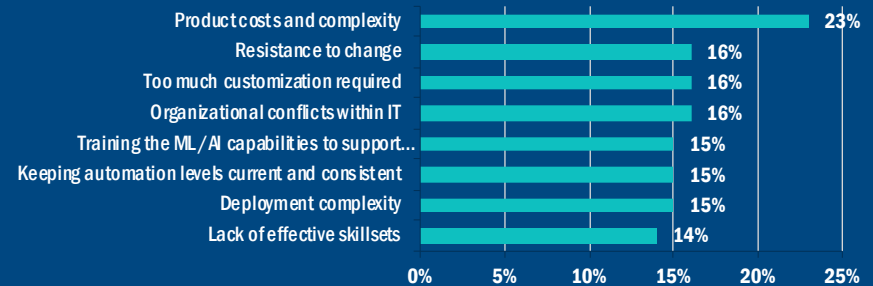 Product costs and complexity 23%
Resistance to change 16%
Too much customization required 16%
Organizational conflicts within IT 16%
Training the ML/AI capabilities to support... 15%
Keeping automation levels current and consistent 15%
Deployment complexity 15%
Lack of effective skillsets 14%
0% 5% 10% 15% 20% 25%